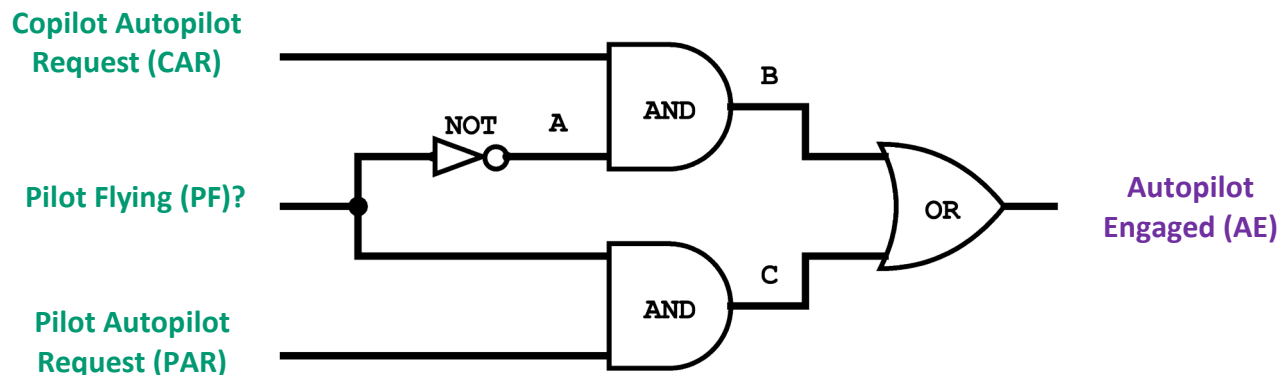 Copilot Autopilot
Request (CAR)
NOT
A
AND
B
Pilot Flying (PF)?
OR
Autopilot
Engaged (AE)
AND
C
Pilot Autopilot
Request (PAR)